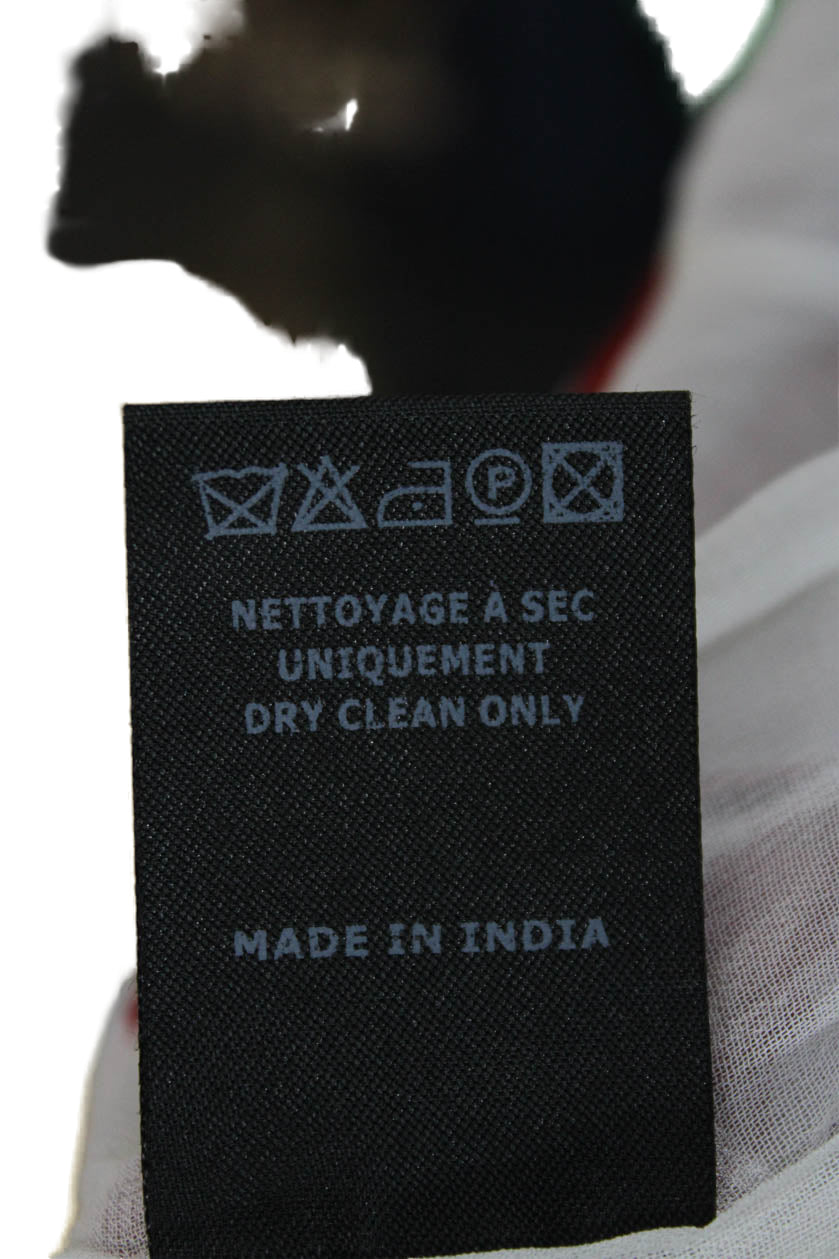 P
NETTOYAGE À SEC
UNIQUEMENT
DRY CLEAN ONLY
MADE IN INDIA